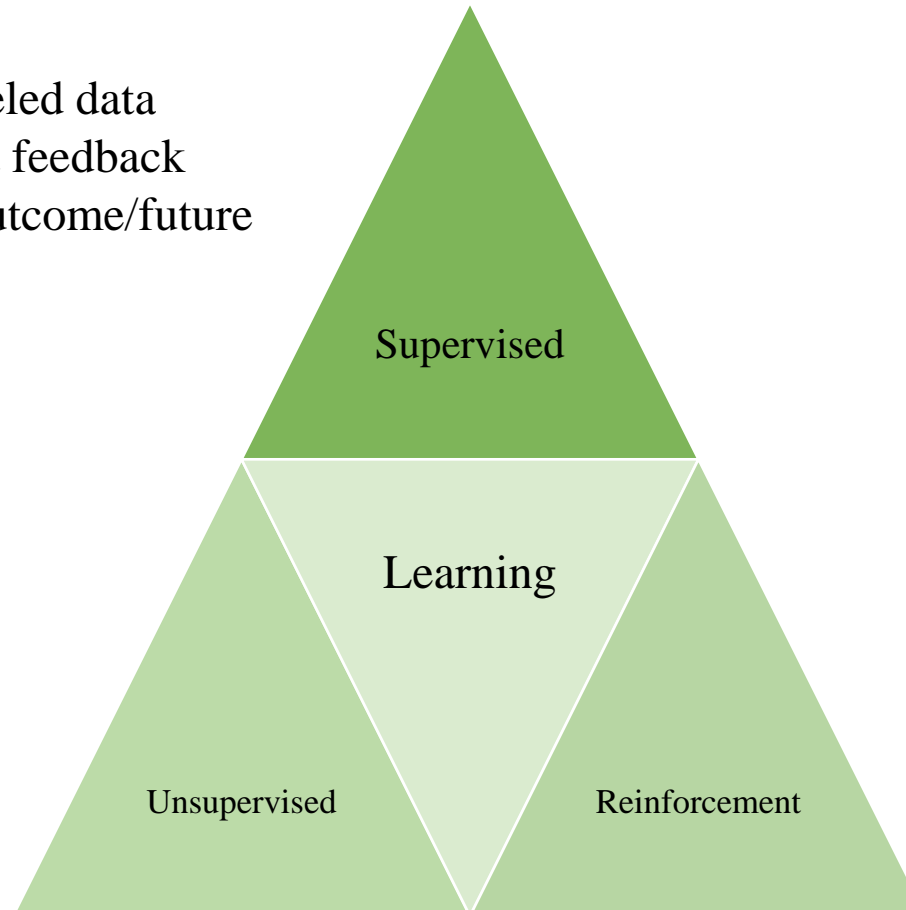 eled data
feedback
utcome/future
Supervised
Learning
Unsupervised
Reinforcement